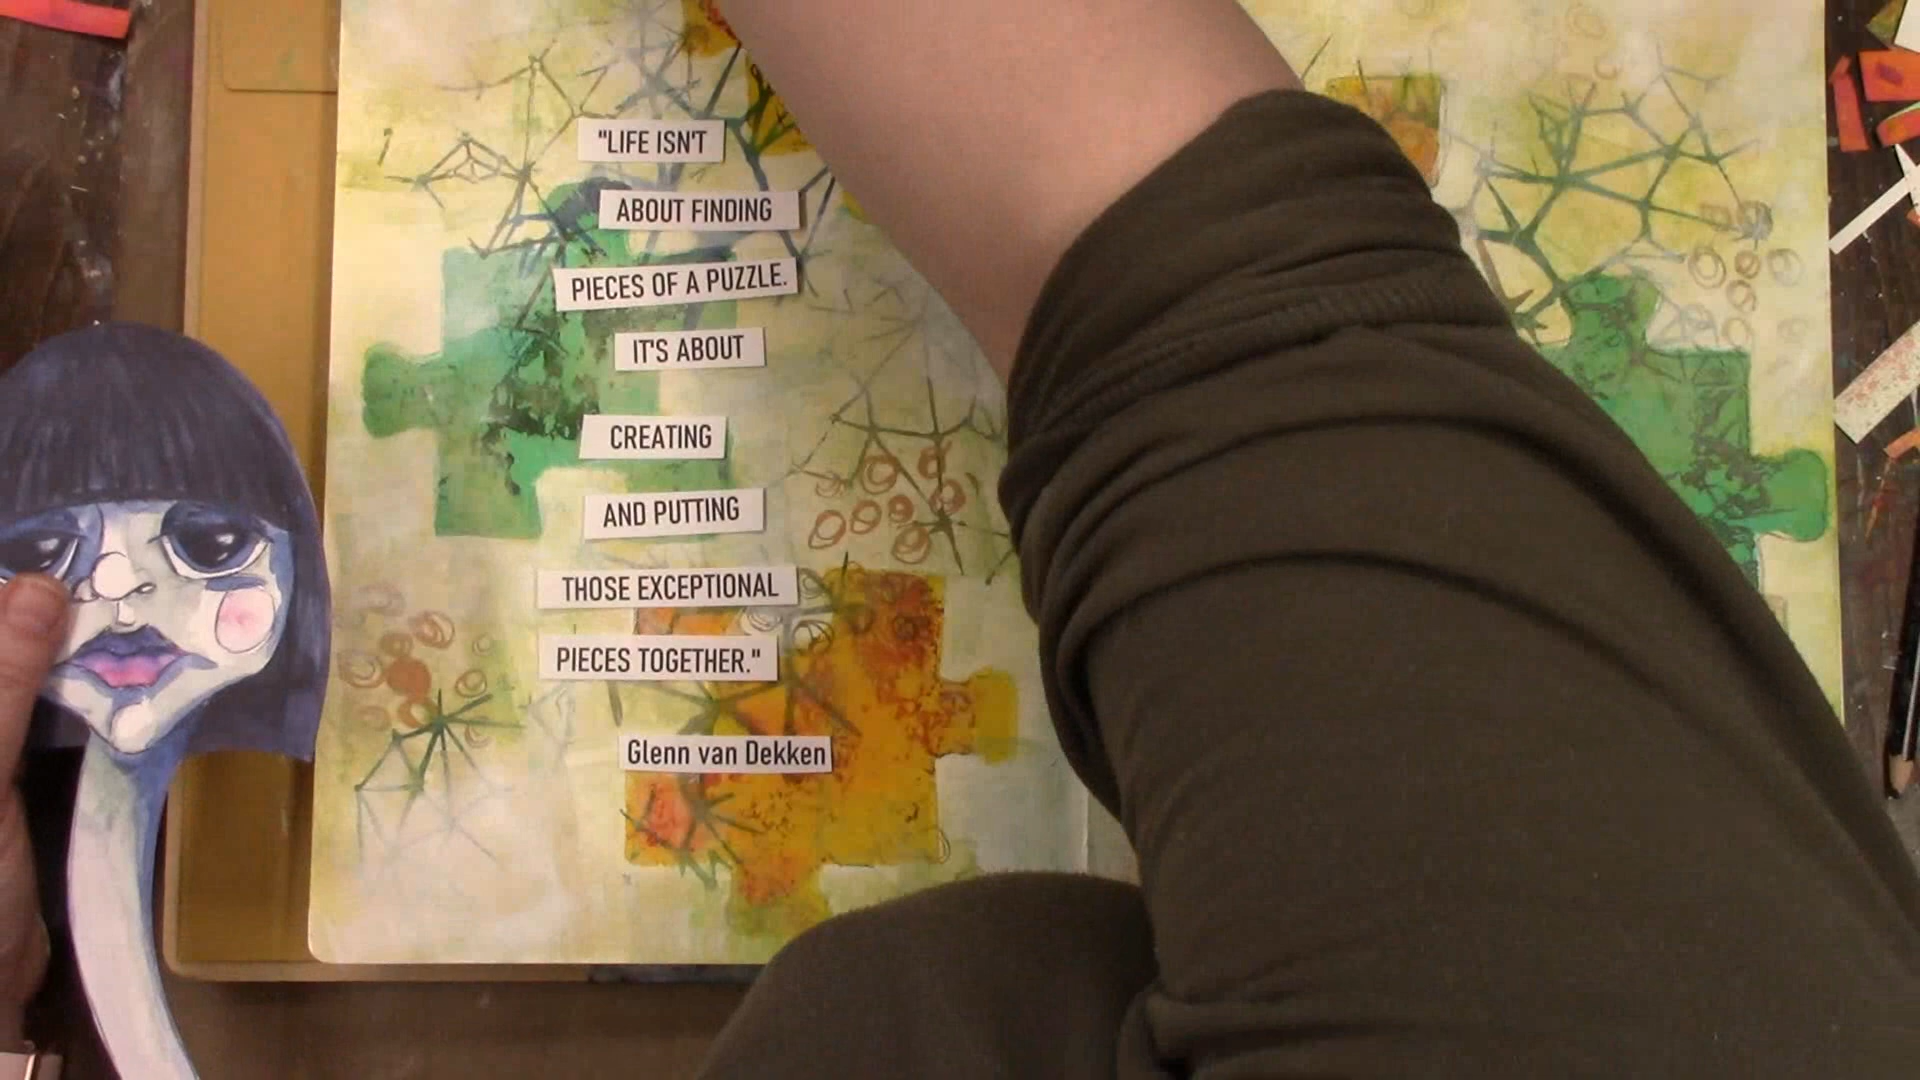 "LIFE ISN'T
ABOUT FINDING
PIECES OF A PUZZLE.
IT'S ABOUT
CREATING
AND PUTTING
THOSE EXCEPTIONAL
PIECES TOGETHER."
Glenn van Dekken